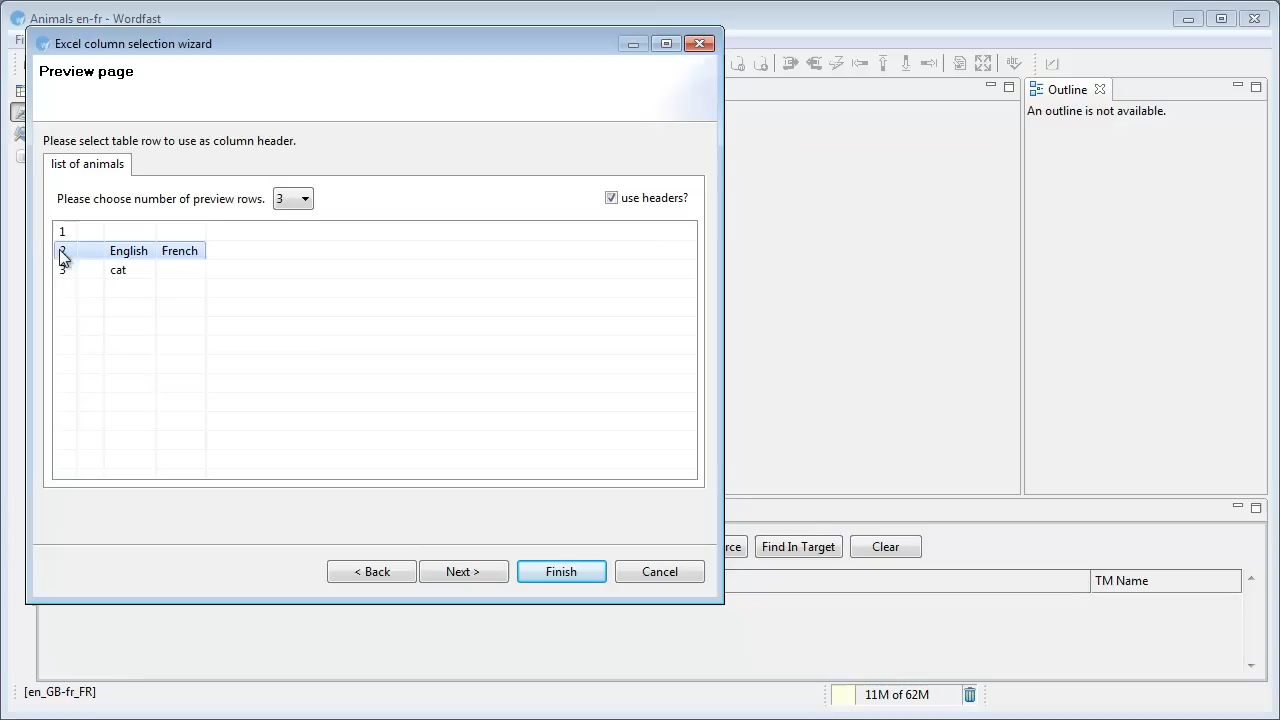 Animals en-fr - Wordfast
Excel column selection wizard
Preview page
Please select table row to use as column header.
list of animals
Please choose number of preview rows. 3
use headers?
1
English French
3 cat
< Back Next > Finish Cancel
Outline
An outline is not available.
Find In Target Clear
TM Name
[en_GB-fr_FR]
11M of 62M